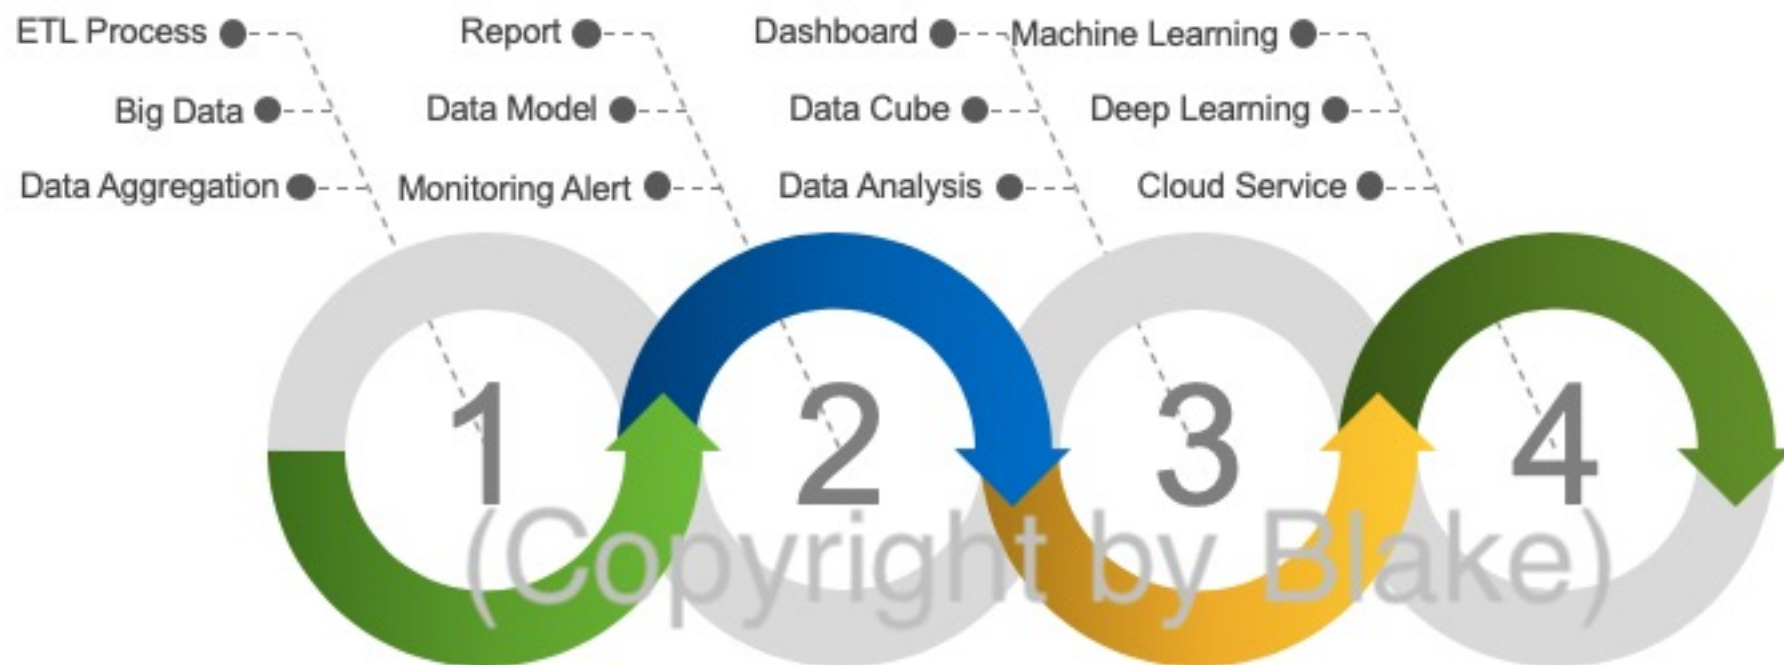 ETL Process
Report
Dashboard
Machine Learning
Big Data
Data Model
Data Cube
Deep Learning
Data Aggregation
Monitoring Alert
Data Analysis
Cloud Service
1
2
3
4
(Copyright by Blake)